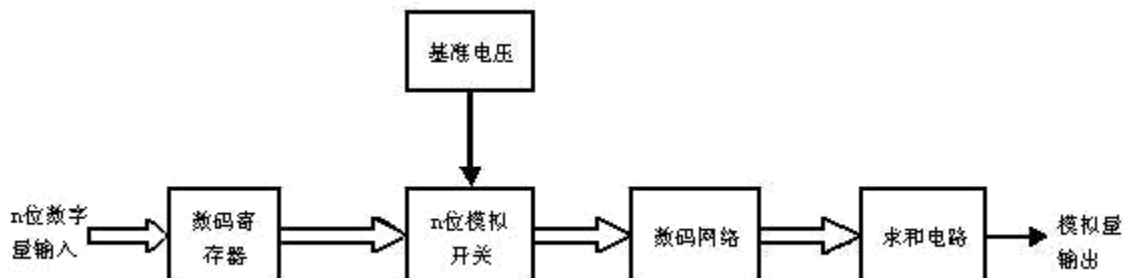 基准电压
n位数字
量输入
数码寄
存器
n位模拟
开关
数码网络
求和电路
模拟量
输出